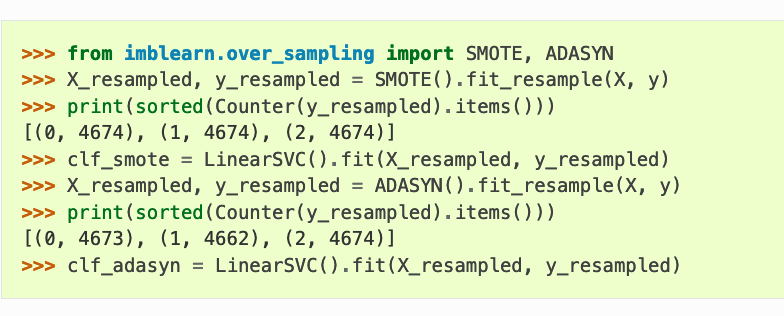 >>> from imblearn.over_sampling import SMOTE, ADASYN
>>> X_resampled, y_resampled = SMOTE().fit_resample(X, y)
>>> print(sorted(Counter(y_resampled).items()))
[(0, 4674), (1, 4674), (2, 4674)]
>>> clf_smote = LinearSVC().fit(X_resampled, y_resampled)
>>> X_resampled, y_resampled = ADASYN().fit_resample(X, y)
>>> print(sorted(Counter(y_resampled).items()))
[(0, 4673), (1, 4662), (2, 4674)]
>>> clf_adasyn = LinearSVC().fit(X_resampled, y_resampled)